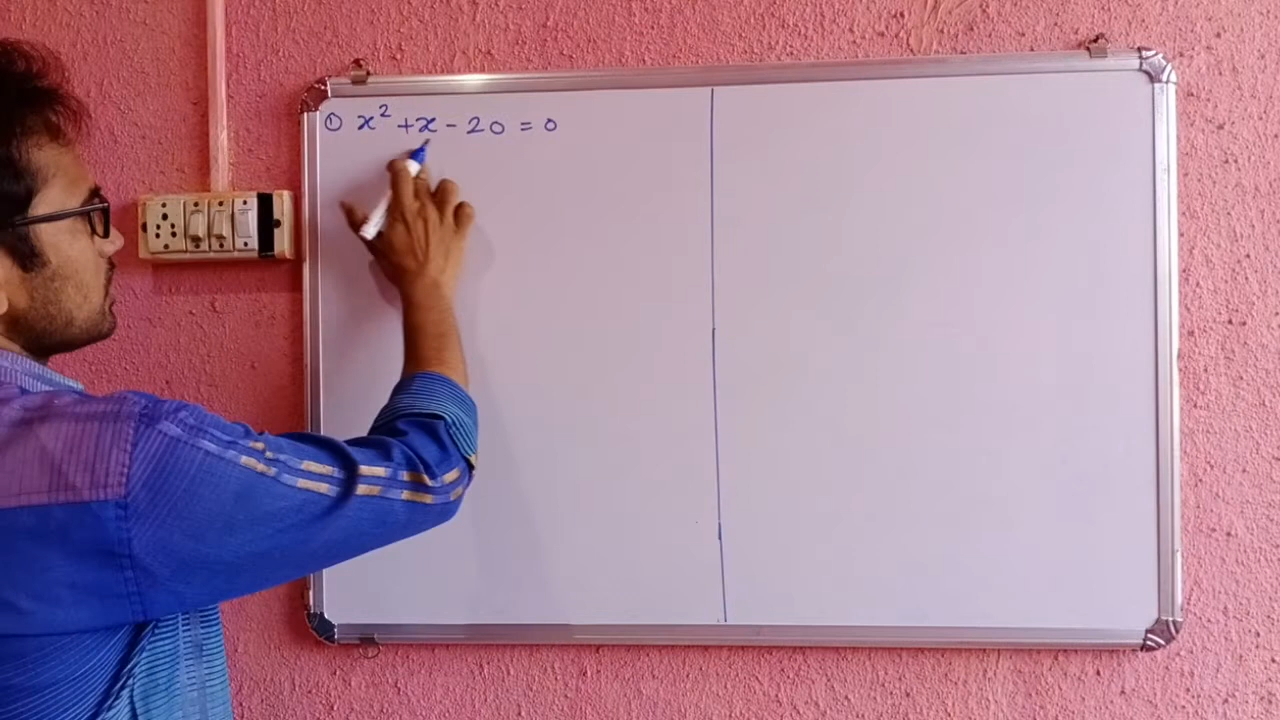 ① x² + x - 20 = 0